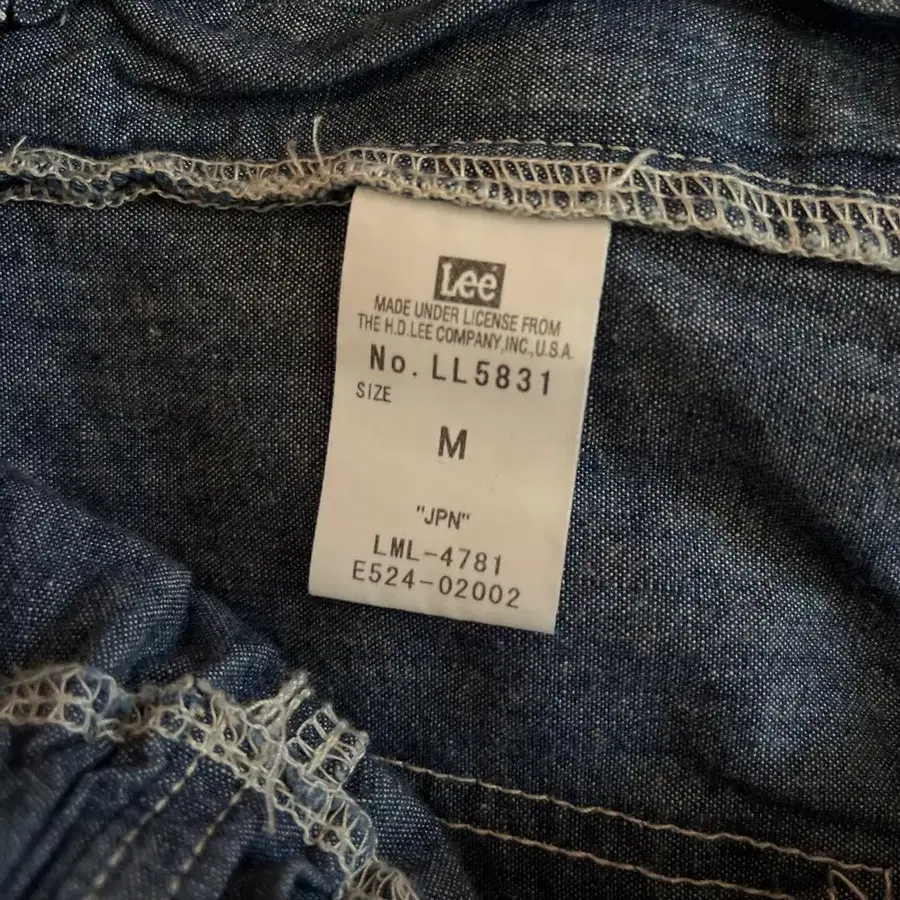 Lee
MADE UNDER LICENSE FROM
THE H.D.LEE COMPANY,INC.,U.S.A.
No. LL5831
SIZE
M
"JPN"
LML-4781
E524-02002